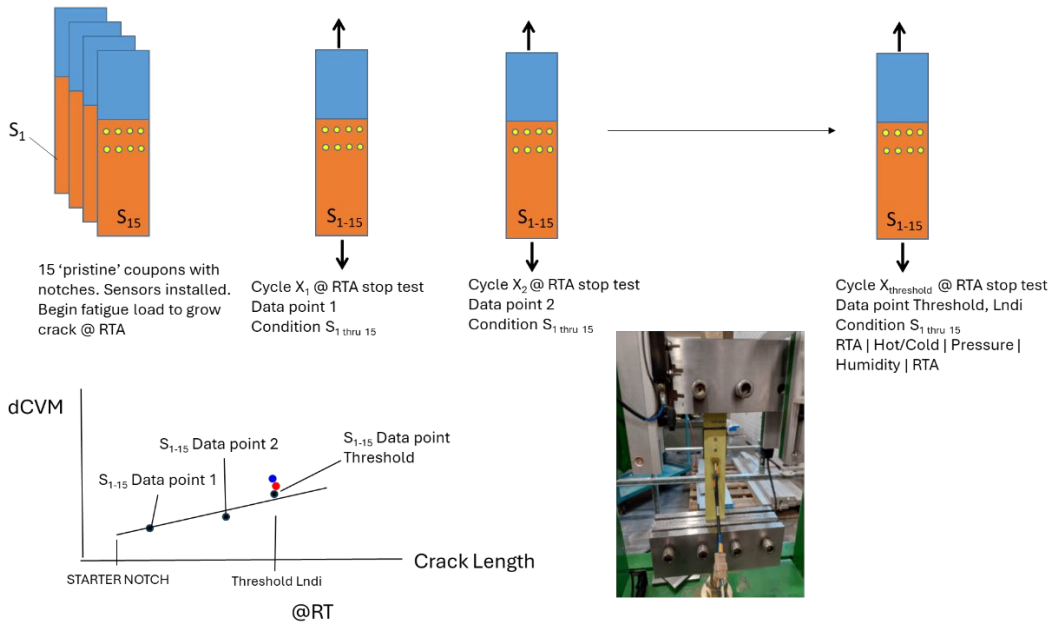 S1
S15
S1-15
S1-15
S1-15
15 ‘pristine’ coupons with
notches. Sensors installed.
Begin fatigue load to grow
crack @ RTA
Cycle X1 @ RTA stop test
Data point 1
Condition S1 thru 15
Cycle X2 @ RTA stop test
Data point 2
Condition S1 thru 15
Cycle Xthreshold @ RTA stop test
Data point Threshold, Lndi
Condition S1 thru 15
RTA | Hot/Cold | Pressure |
Humidity | RTA
dCVM
S1-15 Data point 1
S1-15 Data point 2
S1-15 Data point
Threshold
STARTER NOTCH
Threshold Lndi
Crack Length
@RT